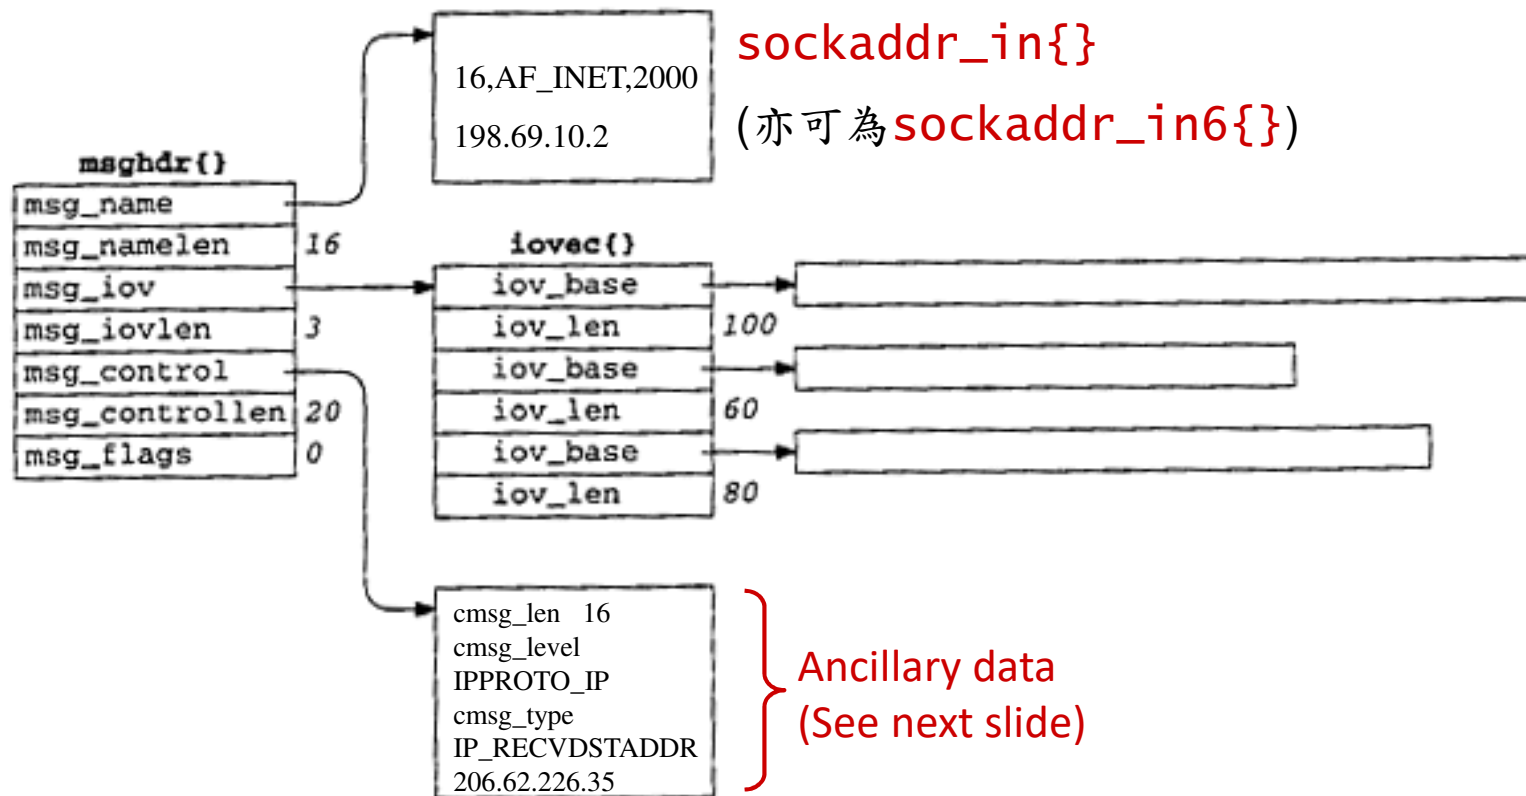 sockaddr_in{}
16,AF_INET,2000
198.69.10.2
(亦可為sockaddr_in6{})
msghdr{}
msg_name
msg_namelen 16
msg_iov
msg_iovlen 3
msg_control
msg_controllen 20
msg_flags 0
iovec{}
iov_base
iov_len 100
iov_base
iov_len 60
iov_base
iov_len 80
cmsg_len 16
cmsg_level
IPPROTO_IP
cmsg_type
IP_RECVDSTADDR
206.62.226.35
Ancillary data
(See next slide)